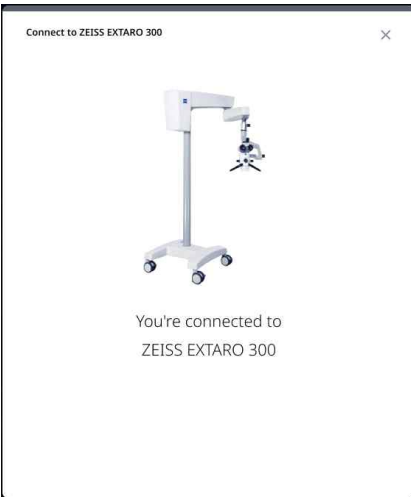 Connect to ZEISS EXTARO 300
You're connected to
ZEISS EXTARO 300